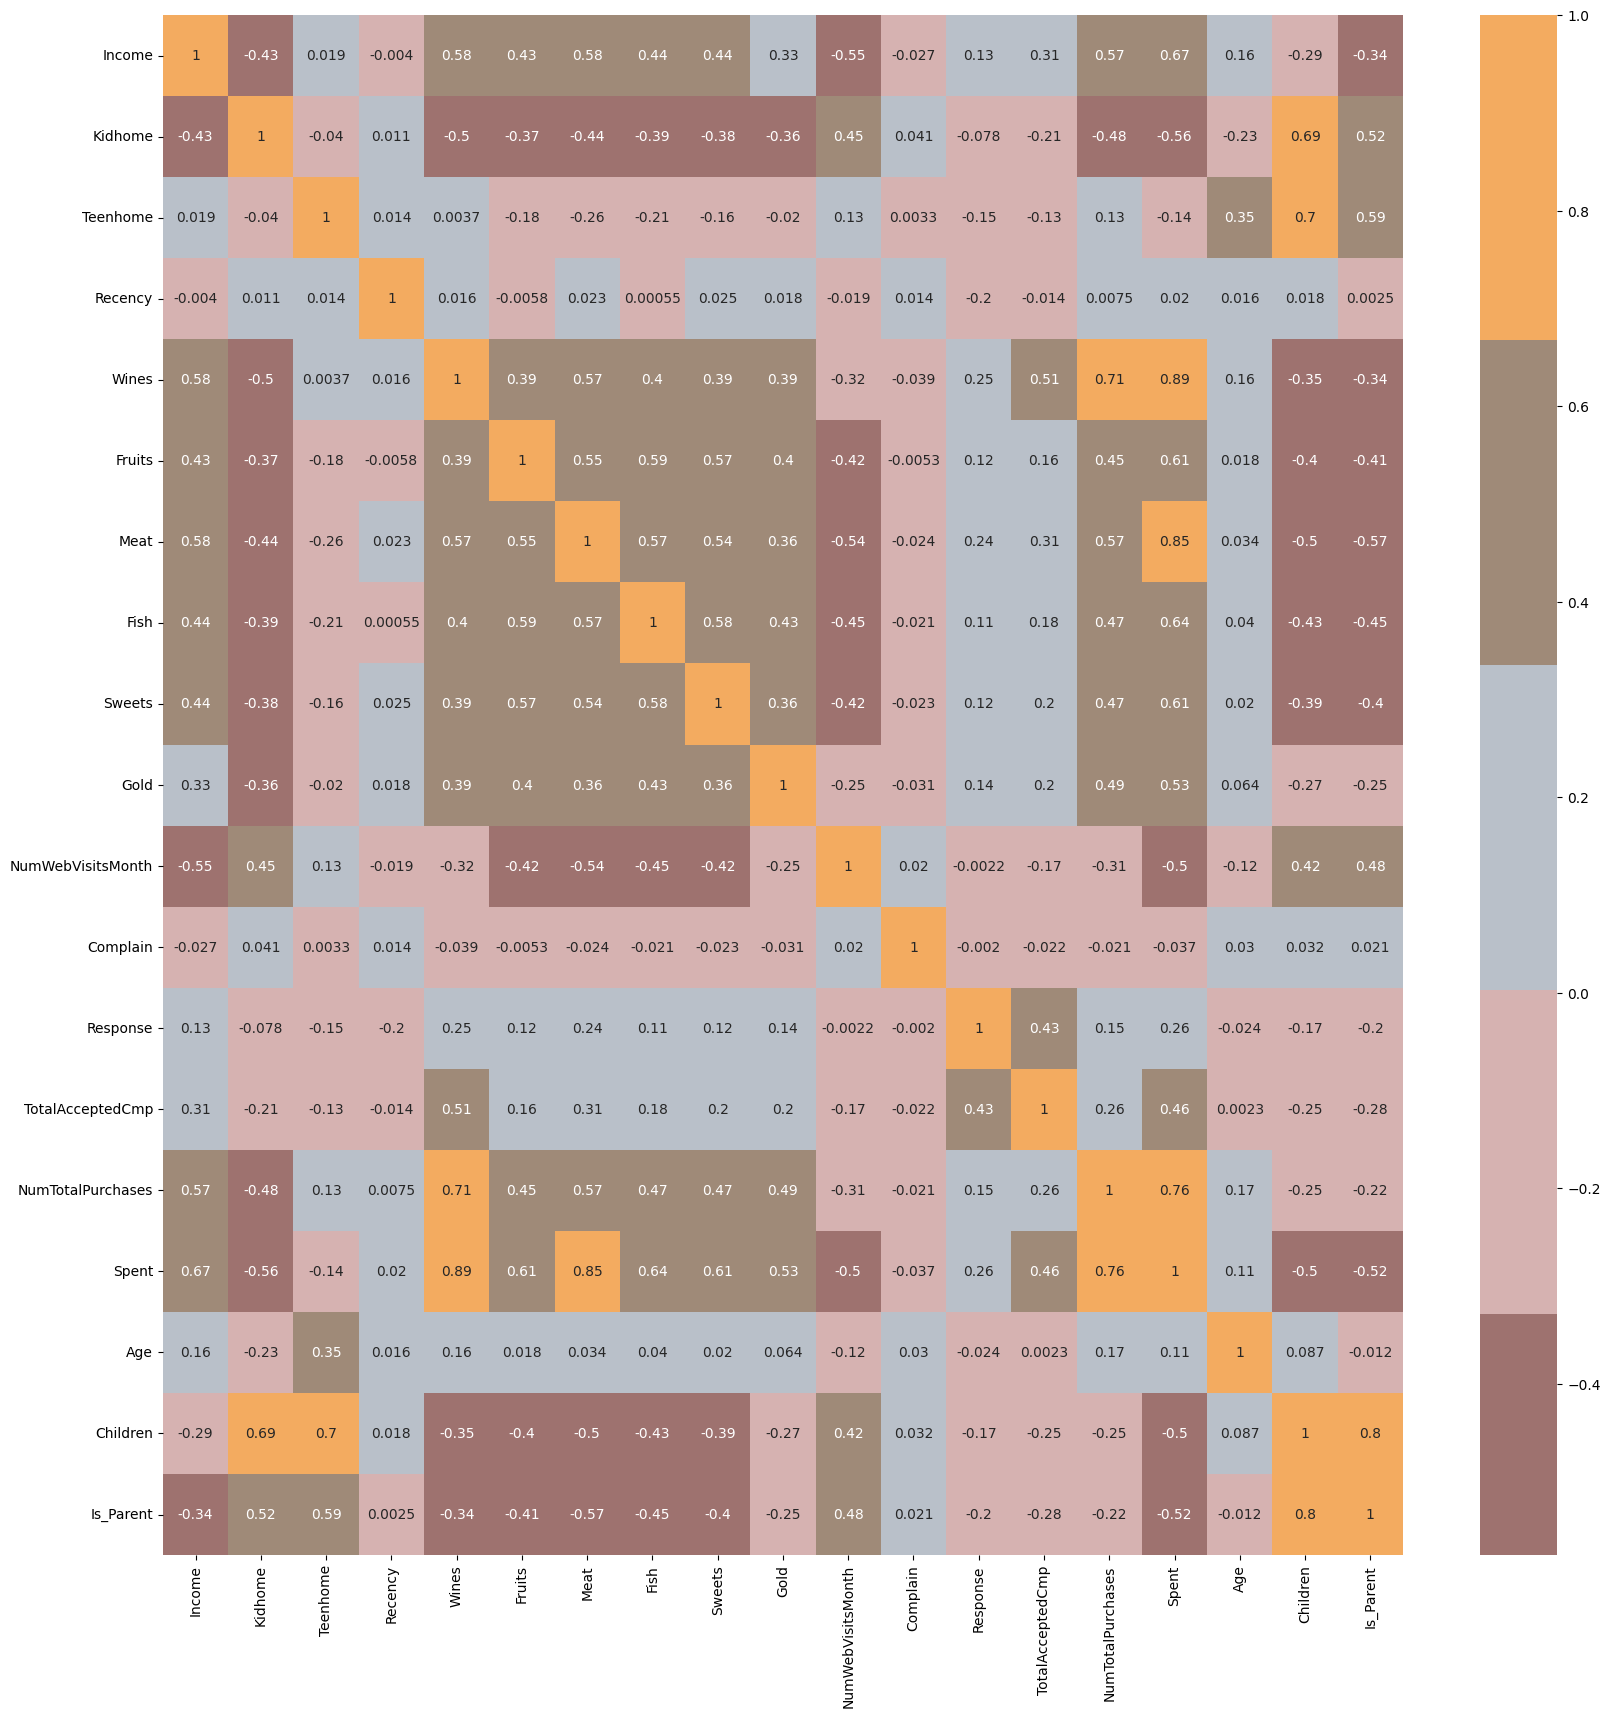 Income 1 -0.43 0.019 -0.004 0.58 0.43 0.58 0.44 0.44 0.33 -0.55 -0.027 0.13 0.31 0.57 0.67 0.16 -0.29 -0.34
Kidhome -0.43 1 -0.04 0.011 -0.5 -0.37 -0.44 -0.39 -0.38 -0.36 0.45 0.041 -0.078 -0.21 -0.48 -0.56 -0.23 0.69 0.52
Teenhome 0.019 -0.04 1 0.014 0.0037 -0.18 -0.26 -0.21 -0.16 -0.02 0.13 0.0033 -0.15 -0.13 0.13 -0.14 0.35 0.7 0.59
Recency -0.004 0.011 0.014 1 0.016 -0.0058 0.023 0.00055 0.025 0.018 -0.019 0.014 -0.2 -0.014 0.0075 0.02 0.016 0.018 0.0025
Wines 0.58 -0.5 0.0037 0.016 1 0.39 0.57 0.4 0.39 0.39 -0.32 -0.039 0.25 0.51 0.71 0.89 0.16 -0.35 -0.34
Fruits 0.43 -0.37 -0.18 -0.0058 0.39 1 0.55 0.59 0.57 0.4 -0.42 -0.0053 0.12 0.16 0.45 0.61 0.018 -0.4 -0.41
Meat 0.58 -0.44 -0.26 0.023 0.57 0.55 1 0.57 0.54 0.36 -0.54 -0.024 0.24 0.31 0.57 0.85 0.034 -0.5 -0.57
Fish 0.44 -0.39 -0.21 0.00055 0.4 0.59 0.57 1 0.58 0.43 -0.45 -0.021 0.11 0.18 0.47 0.64 0.04 -0.43 -0.45
Sweets 0.44 -0.38 -0.16 0.025 0.39 0.57 0.54 0.58 1 0.36 -0.42 -0.023 0.12 0.2 0.47 0.61 0.02 -0.39 -0.4
Gold 0.33 -0.36 -0.02 0.018 0.39 0.4 0.36 0.43 0.36 1 -0.25 -0.031 0.14 0.2 0.49 0.53 0.064 -0.27 -0.25
NumWebVisitsMonth -0.55 0.45 0.13 -0.019 -0.32 -0.42 -0.54 -0.45 -0.42 -0.25 1 0.02 -0.0022 -0.17 -0.31 -0.5 -0.12 0.42 0.48
Complain -0.027 0.041 0.0033 0.014 -0.039 -0.0053 -0.024 -0.021 -0.023 -0.031 0.02 1 -0.002 -0.022 -0.021 -0.037 0.03 0.032 0.021
Response 0.13 -0.078 -0.15 -0.2 0.25 0.12 0.24 0.11 0.12 0.14 -0.0022 -0.002 1 0.43 0.15 0.26 -0.024 -0.17 -0.2
TotalAcceptedCmp 0.31 -0.21 -0.13 -0.014 0.51 0.16 0.31 0.18 0.2 0.2 -0.17 -0.022 0.43 1 0.26 0.46 0.0023 -0.25 -0.28
NumTotalPurchases 0.57 -0.48 0.13 0.0075 0.71 0.45 0.57 0.47 0.47 0.49 -0.31 -0.021 0.15 0.26 1 0.76 0.17 -0.25 -0.22
Spent 0.67 -0.56 -0.14 0.02 0.89 0.61 0.85 0.64 0.61 0.53 -0.5 -0.037 0.26 0.46 0.76 1 0.11 -0.5 -0.52
Age 0.16 -0.23 0.35 0.016 0.16 0.018 0.034 0.04 0.02 0.064 -0.12 0.03 -0.024 0.0023 0.17 0.11 1 0.087 -0.012
Children -0.29 0.69 0.7 0.018 -0.35 -0.4 -0.5 -0.43 -0.39 -0.27 0.42 0.032 -0.17 -0.25 -0.25 -0.5 0.087 1 0.8
Is_Parent -0.34 0.52 0.59 0.0025 -0.34 -0.41 -0.57 -0.45 -0.4 -0.25 0.48 0.021 -0.2 -0.28 -0.22 -0.52 -0.012 0.8 1
Income Kidhome Teenhome Recency Wines Fruits Meat Fish Sweets Gold NumWebVisitsMonth Complain Response TotalAcceptedCmp NumTotalPurchases Spent Age Children Is_Parent
1.0
0.8
0.6
0.4
0.2
0.0
−0.2
−0.4